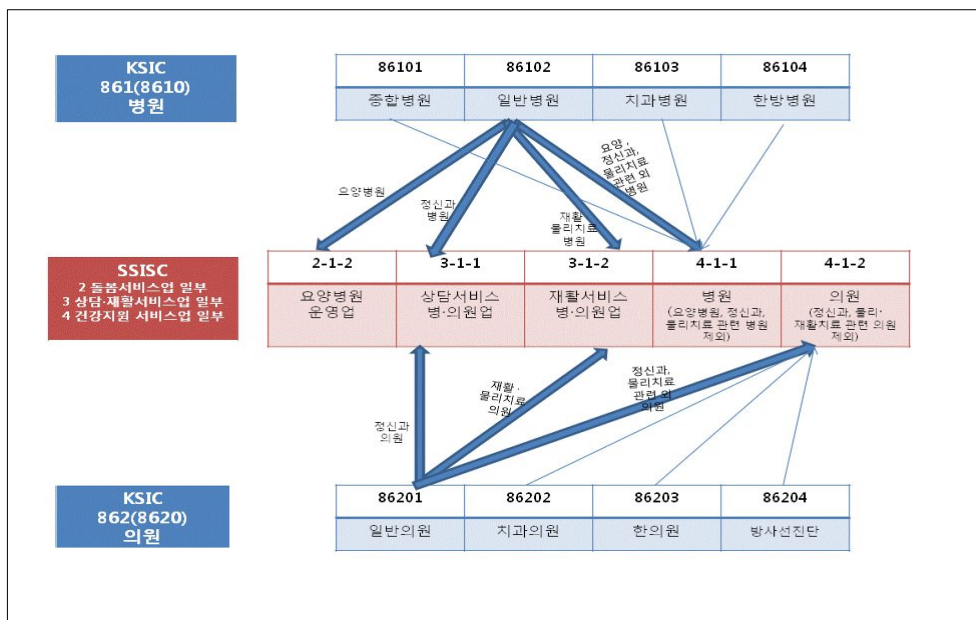 KSIC
861(8610)
병원
86101 86102 86103 86104
종합병원 일반병원 치과병원 한방병원
요양병원
정신과
병원
재활·
물리치료
병원
요양,
정신과,
물리치료
관련 외
병원
SSISC
2 돌봄서비스업 일부
3 상담·재활서비스업 일부
4 건강지원 서비스업 일부
2-1-2 3-1-1 3-1-2 4-1-1 4-1-2
요양병원
운영업
상담서비스
병·의원업
재활서비스
병·의원업
병원
(요양병원, 정신과,
물리치료 관련 병원
제외)
의원
(정신과, 물리·
재활치료 관련 의원
제외)
정신과
의원
재활·
물리치료
의원
정신과,
물리치료
관련 외
의원
KSIC
862(8620)
의원
86201 86202 86203 86204
일반의원 치과의원 한의원 방사선진단